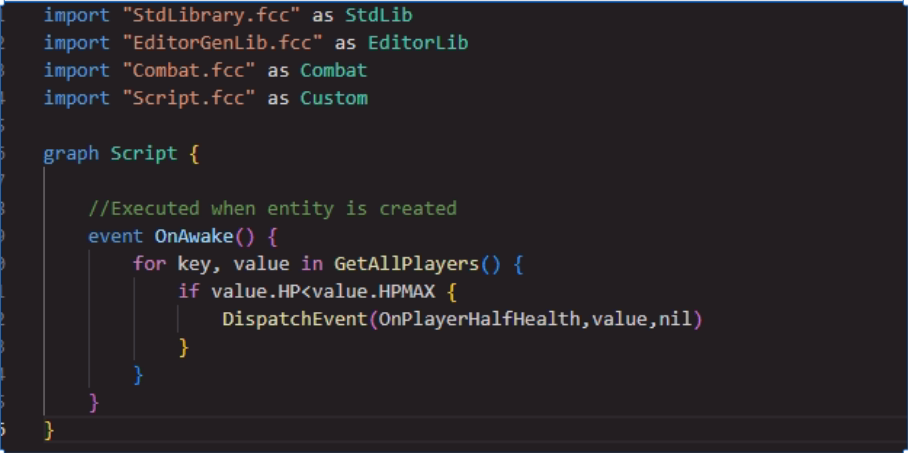 import "StdLibrary.fcc" as StdLib
import "EditorGenLib.fcc" as EditorLib
import "Combat.fcc" as Combat
import "Script.fcc" as Custom
graph Script {
//Executed when entity is created
event OnAwake() {
for key, value in GetAllPlayers() {
if value.HP<value.HPMAX {
DispatchEvent(OnPlayerHalfHealth,value,nil)
}
}
}
}